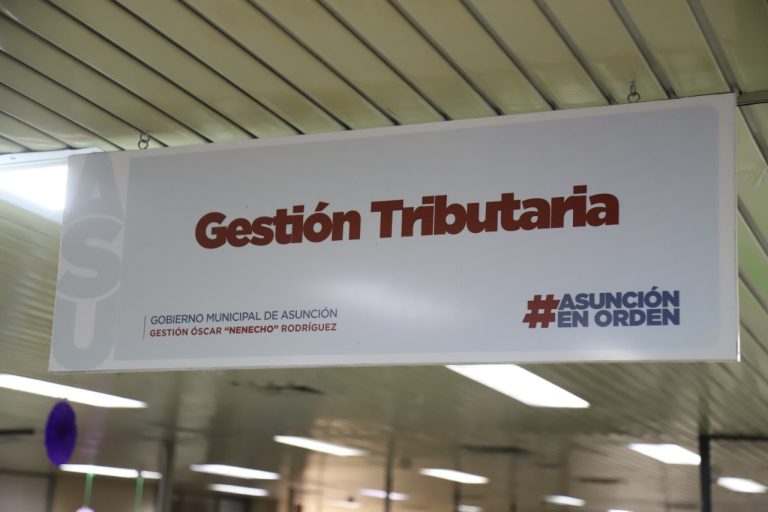 ASU
Gestión Tributaria
GOBIERNO MUNICIPAL DE ASUNCIÓN
GESTIÓN ÓSCAR "NENECHO" RODRÍGUEZ
#ASUNCIÓN
EN ORDEN